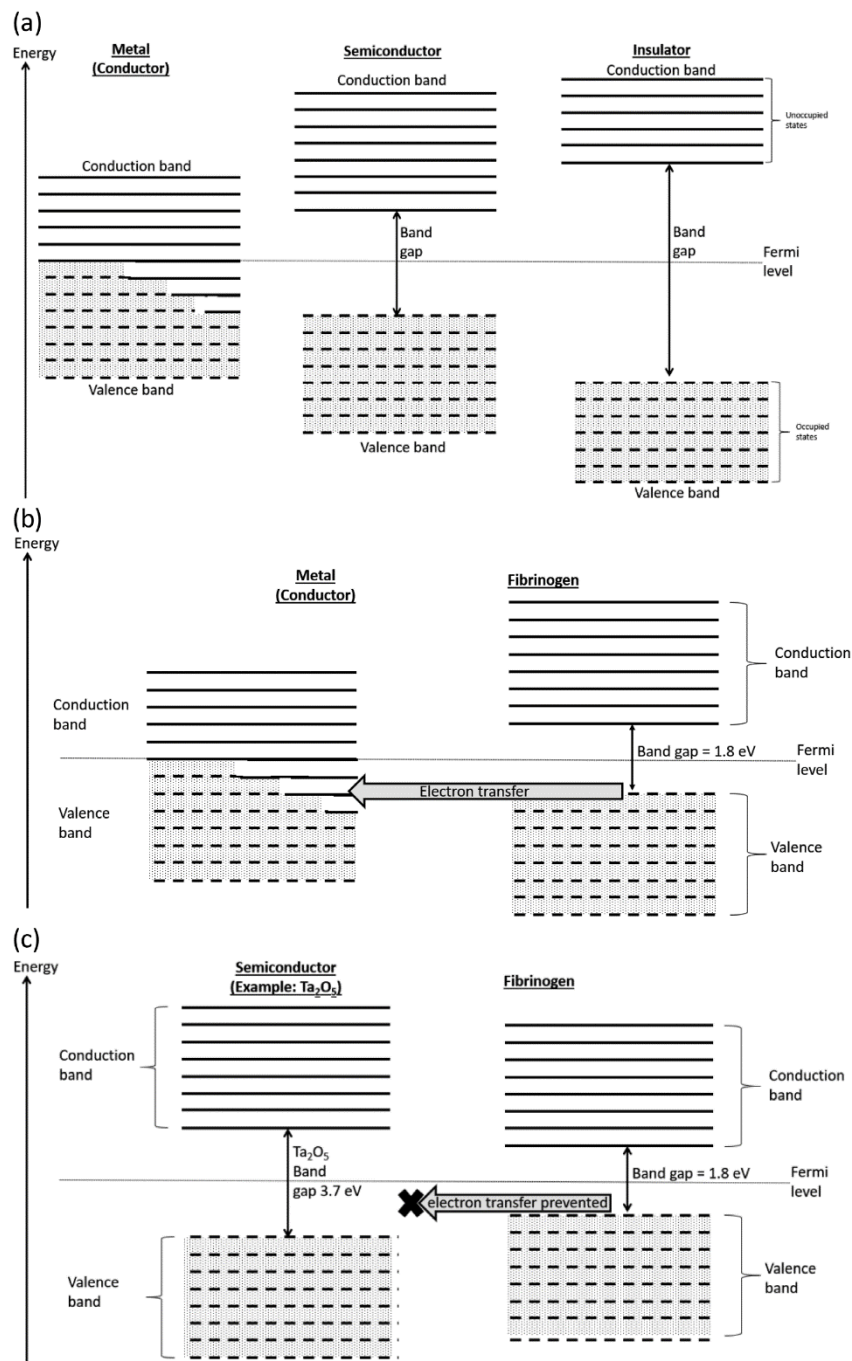 (a)
Energy
Metal
(Conductor)
Semiconductor
Insulator
Conduction band
Conduction band
Conduction band
Unoccupied
states
Band
gap
Band
gap
Fermi
level
Valence band
Valence band
Occupied
states
Valence band
(b)
Energy
Metal
(Conductor)
Fibrinogen
Conduction
band
Conduction
band
Band gap = 1.8 eV
Fermi
level
Electron transfer
Valence
band
Valence
band
(c)
Energy
Semiconductor
(Example: Ta₂O₅)
Fibrinogen
Conduction
band
Conduction
band
Ta₂O₅
Band
gap 3.7 eV
Band gap = 1.8 eV
Fermi
level
electron transfer prevented
Valence
band
Valence
band